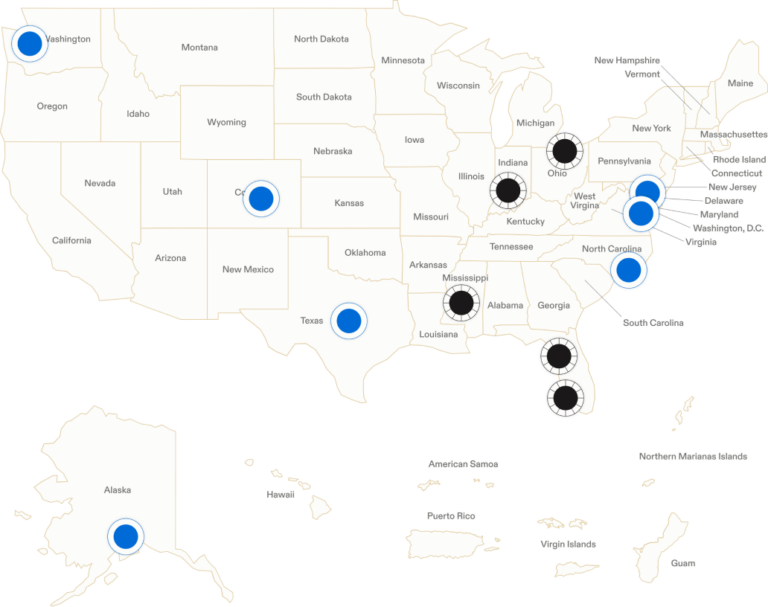 Washington
Montana
North Dakota
Minnesota
New Hampshire
Vermont
Maine
Oregon
Idaho
Wyoming
South Dakota
Wisconsin
Michigan
New York
Massachusetts
Nebraska
Iowa
Illinois
Indiana
Ohio
Pennsylvania
Rhode Island
Connecticut
Nevada
Utah
Co
Kansas
Missouri
Kentucky
West
Virgina
New Jersey
Delaware
Maryland
Washington, D.C.
Virginia
California
Arizona
New Mexico
Oklahoma
Arkansas
Tennessee
North Carolina
Mississippi
Texas
Louisiana
Alabama
Georgia
South Carolina
Alaska
Hawaii
American Samoa
Northern Marianas Islands
Puerto Rico
Virgin Islands
Guam